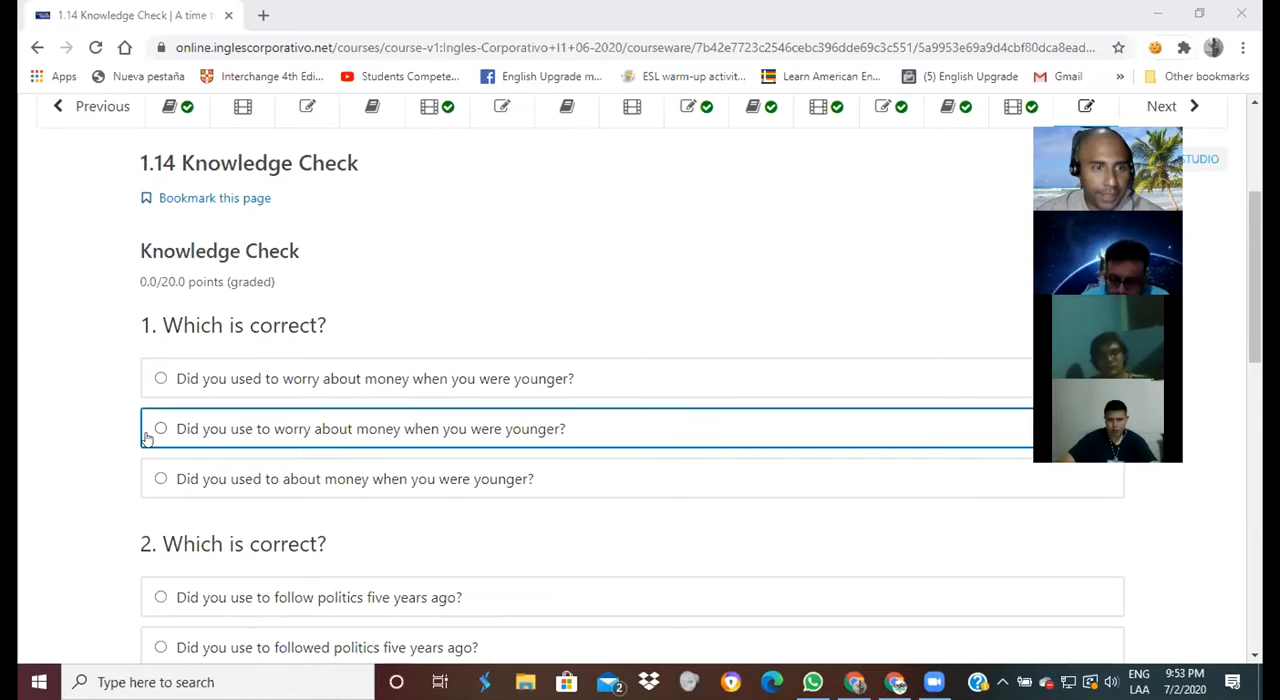 1.14 Knowledge Check | A time t
online.inglescorporativo.net/courses/course-v1:Ingles-Corporativo+I1+06-2020/courseware/7b42e7723c2546cebc396dde69c3c551/5a9953e69a9d4cbf80dca8ead...
Apps Nueva pestaña Interchange 4th Edi... Students Compete... English Upgrade m... ESL warm-up activit... Learn American En... (5) English Upgrade Gmail » Other bookmarks
Previous Next
STUDIO
1.14 Knowledge Check
Bookmark this page
Knowledge Check
0.0/20.0 points (graded)
1. Which is correct?
Did you used to worry about money when you were younger?
Did you use to worry about money when you were younger?
Did you used to about money when you were younger?
2. Which is correct?
Did you use to follow politics five years ago?
Did you use to followed politics five years ago?
Type here to search
2
ENG 9:53 PM
LAA 7/2/2020